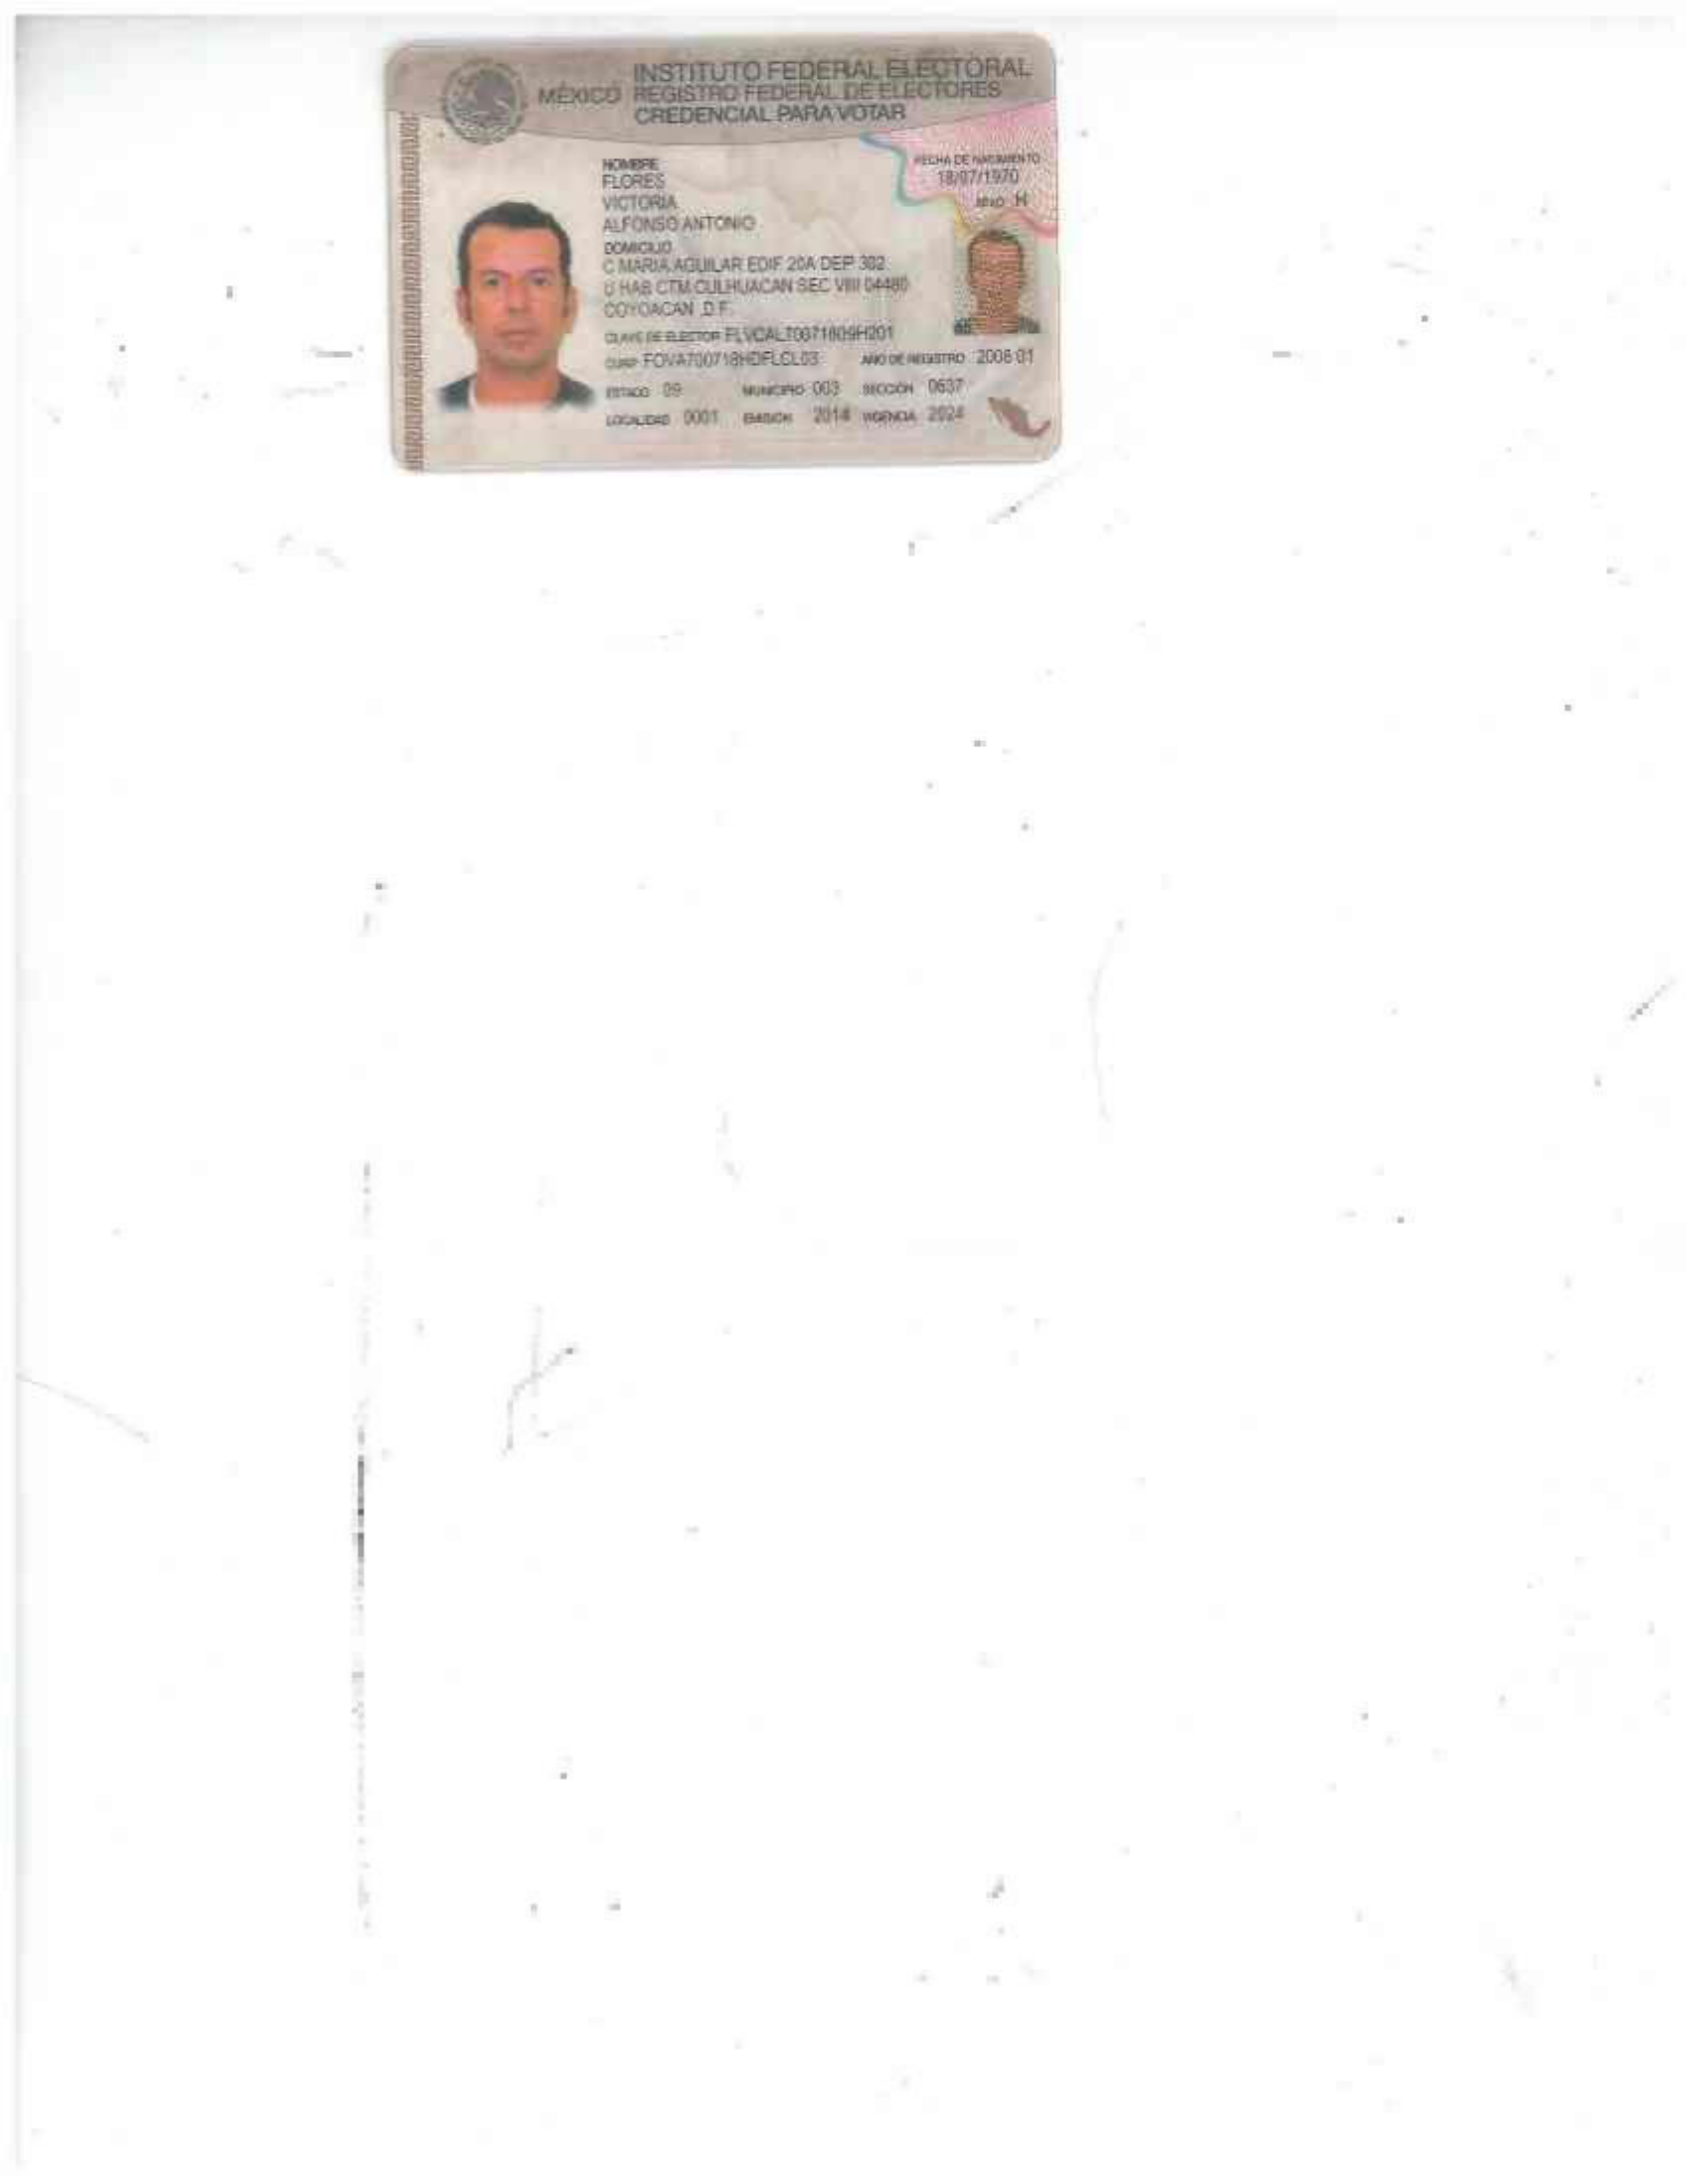 INSTITUTO FEDERAL ELECTORAL
MÉXICO REGISTRO FEDERAL DE ELECTORES
CREDENCIAL PARA VOTAR
NOMBRE
FLORES
VICTORIA
ALFONSO ANTONIO
FECHA DE NACIMIENTO
18/07/1970
SEXO H
DOMICILIO
C MARIA AGUILAR EDIF 20A DEP 302
U HAB CTM CULHUACAN SEC VIII 04480
COYOACAN ,D.F.
CLAVE DE ELECTOR
CURP FOVA700718HDFLCL03 AÑO DE REGISTRO 2008 01
ESTADO 09 MUNICIPIO 003 SECCIÓN 0637
LOCALIDAD 0001 EMISIÓN 2014 VIGENCIA 2024